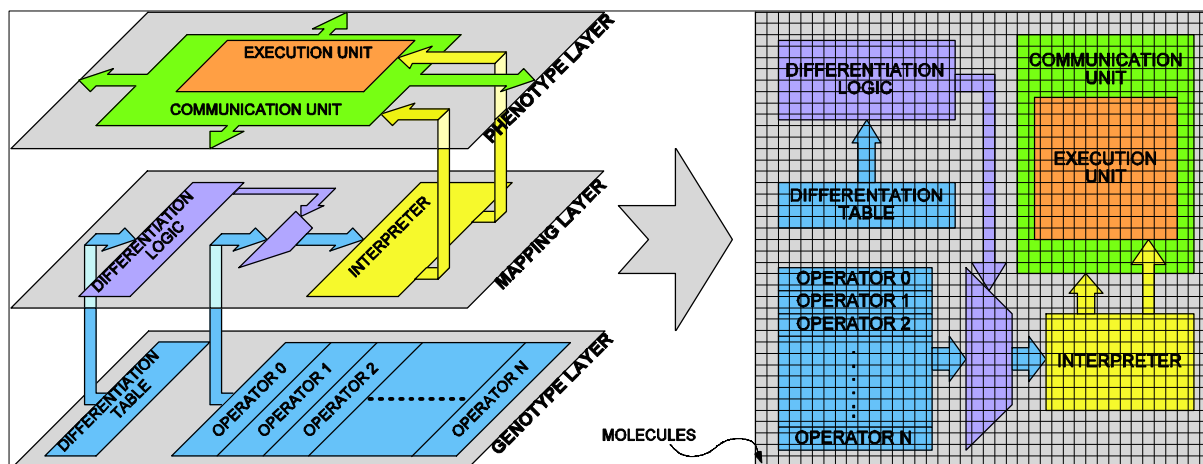 EXECUTION UNIT
COMMUNICATION UNIT
PHENOTYPE LAYER
DIFFERENTIATION
LOGIC
INTERPRETER
MAPPING LAYER
DIFFERENTIATION
TABLE
OPERATOR 0
OPERATOR 1
OPERATOR 2
OPERATOR N
GENOTYPE LAYER
DIFFERENTIATION
LOGIC
COMMUNICATION
UNIT
EXECUTION
UNIT
DIFFERENTATION
TABLE
OPERATOR 0
OPERATOR 1
OPERATOR 2
OPERATOR N
INTERPRETER
MOLECULES